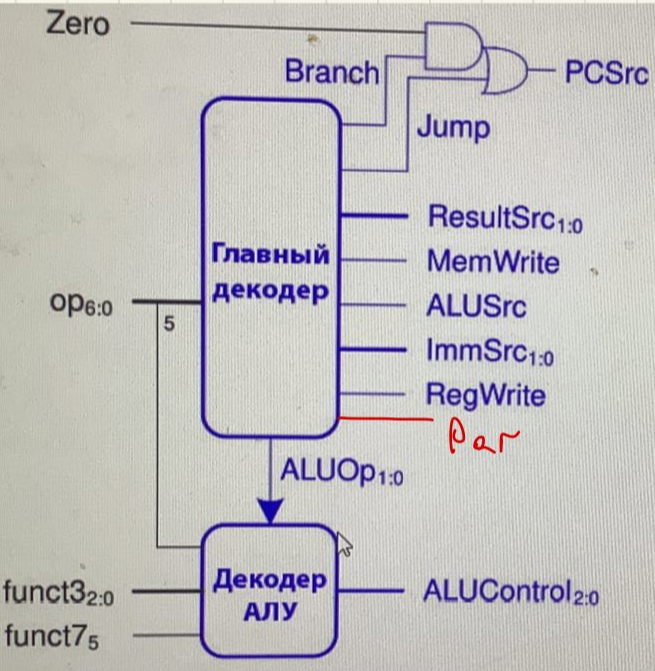 Zero
Branch
PCSrc
Jump
ResultSrc1:0
Главный
декодер
MemWrite
op6:0
5
ALUSrc
ImmSrc1:0
RegWrite
Par
ALUOp1:0
funct32:0
Декодер
АЛУ
ALUControl2:0
funct75